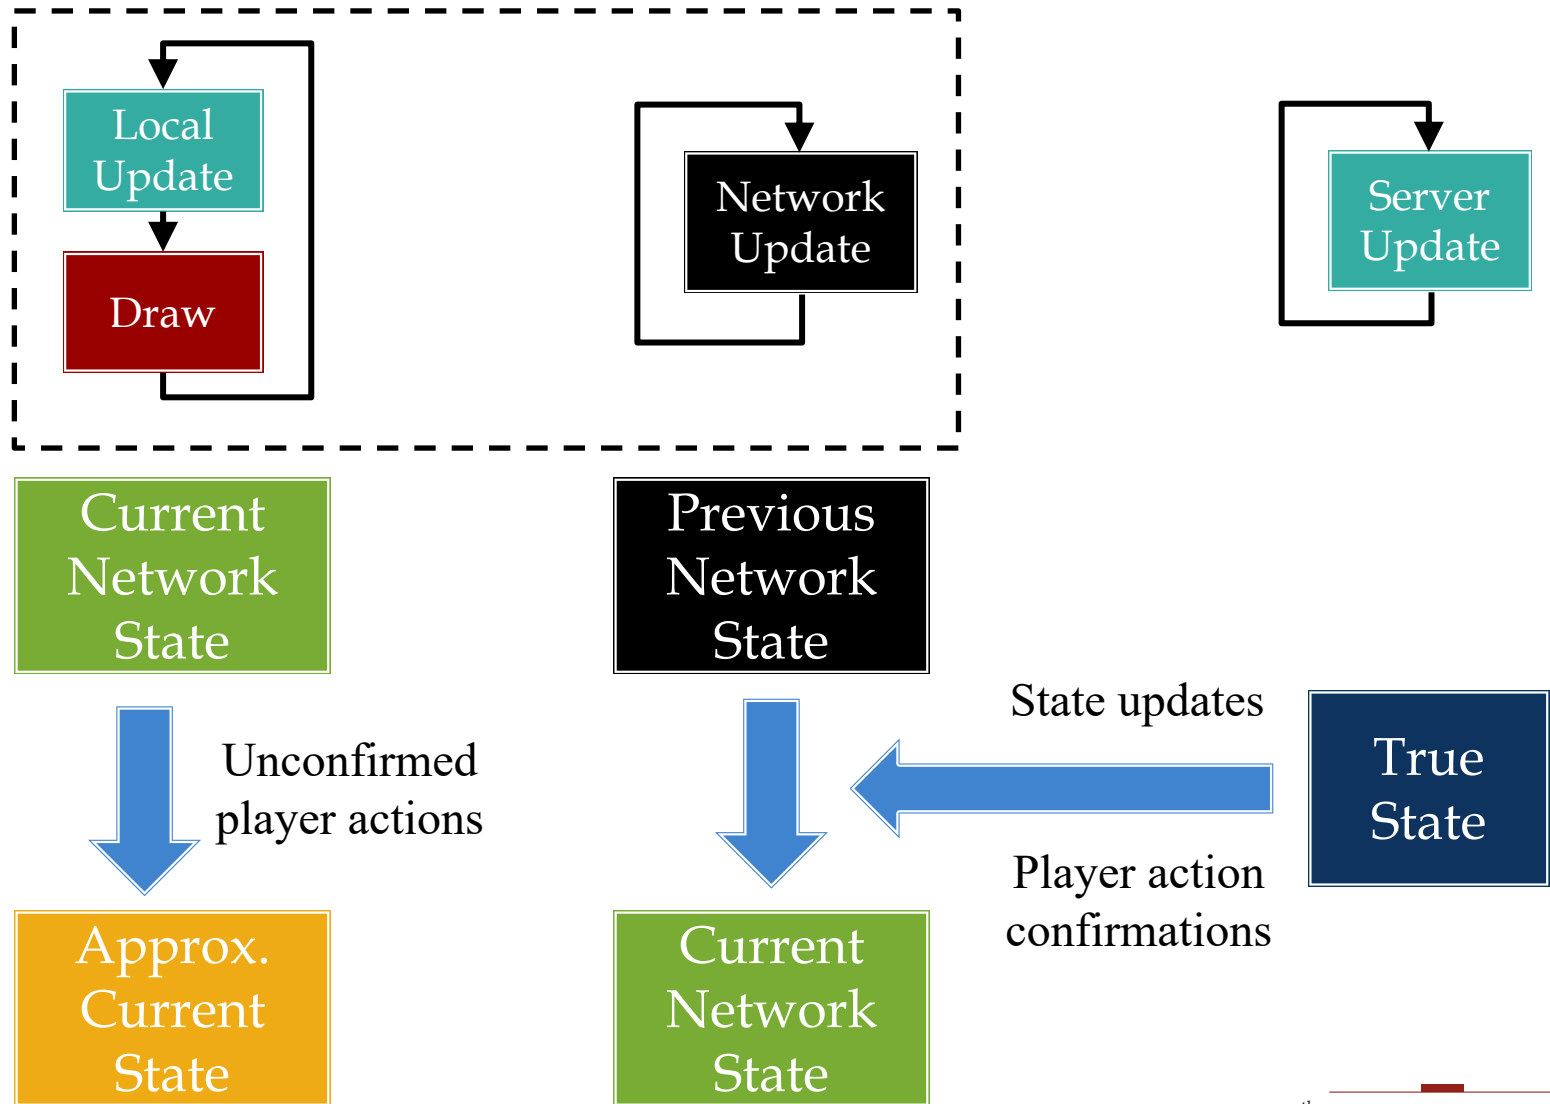 Local
Update
Draw
Network
Update
Server
Update
Current
Network
State
Previous
Network
State
Unconfirmed
player actions
State updates
Player action
confirmations
True
State
Approx.
Current
State
Current
Network
State